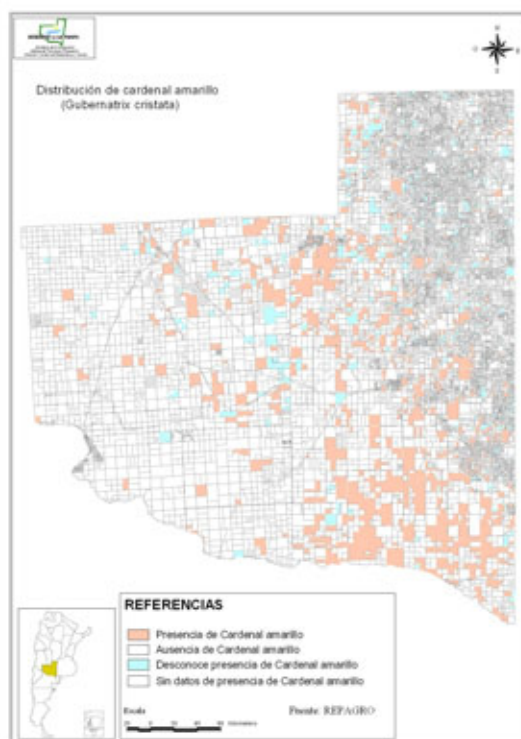 Distribución de cardenal amarillo
(Gubernatrix cristata)
REFERENCIAS
Presencia de Cardenal amarillo
Ausencia de Cardenal amarillo
Desconoce presencia de Cardenal amarillo
Sin datos de presencia de Cardenal amarillo
Escala
Fuente: REPAGRO